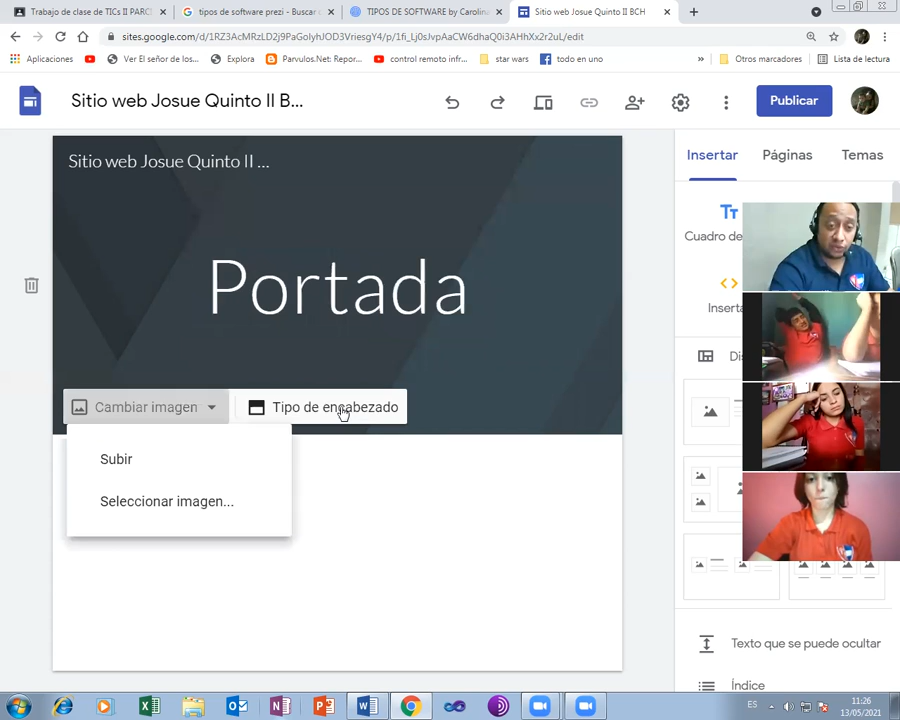 Trabajo de clase de TICs II PARC
tipos de software prezi - Buscar c
TIPOS DE SOFTWARE by Carolina
Sitio web Josue Quinto II BCH
sites.google.com/d/1RZ3AcMRzLD2j9PaGolyhJOD3VriesgY4/p/1fi_Lj0sJvpAaCW6dhaQ0i3AHhXx2r2uL/edit
Aplicaciones
Ver El señor de los...
Explora
Parvulos.Net: Repor...
control remoto infr...
star wars
todo en uno
»
Otros marcadores
Lista de lectura
Sitio web Josue Quinto II B...
Publicar
Sitio web Josue Quinto II ...
Insertar
Páginas
Temas
Portada
Cuadro de
Inserta
Cambiar imagen
Tipo de encabezado
Subir
Seleccionar imagen...
Texto que se puede ocultar
Índice
ES
11:26
13/05/2021